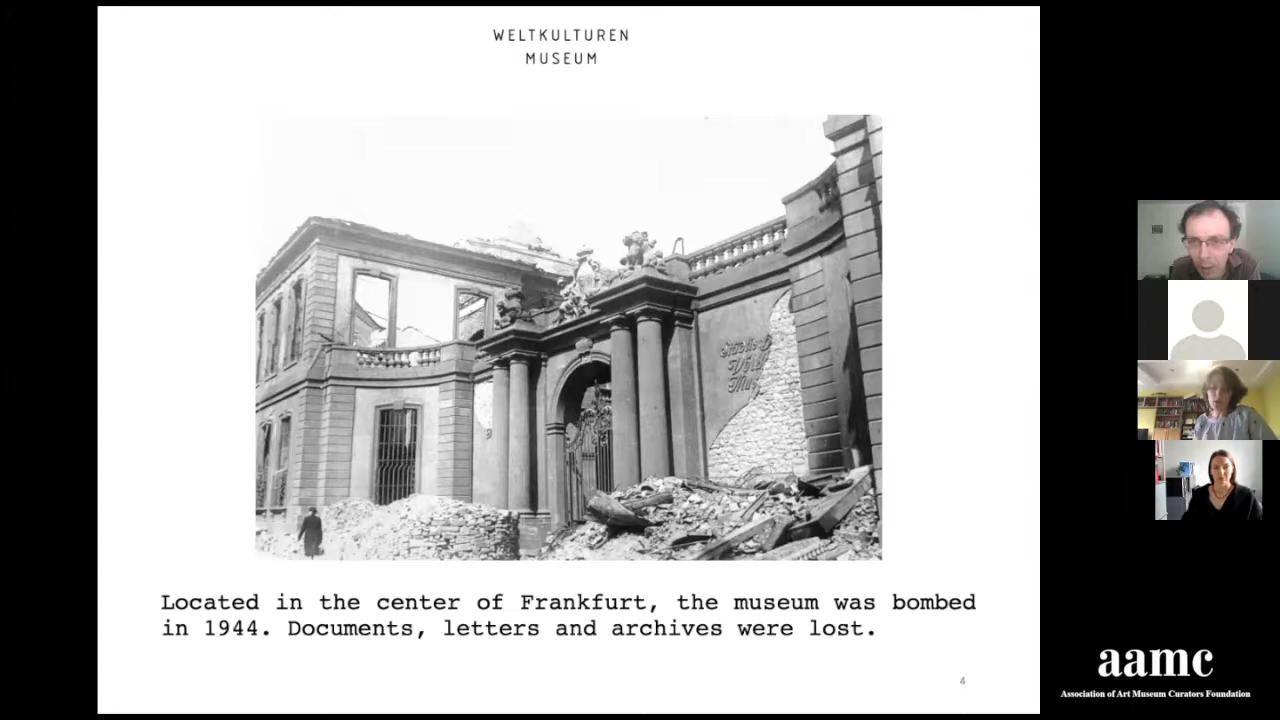 WELTKULTUREN
MUSEUM
Located in the center of Frankfurt, the museum was bombed
in 1944. Documents, letters and archives were lost.
4
aamc
Association of Art Museum Curators Foundation